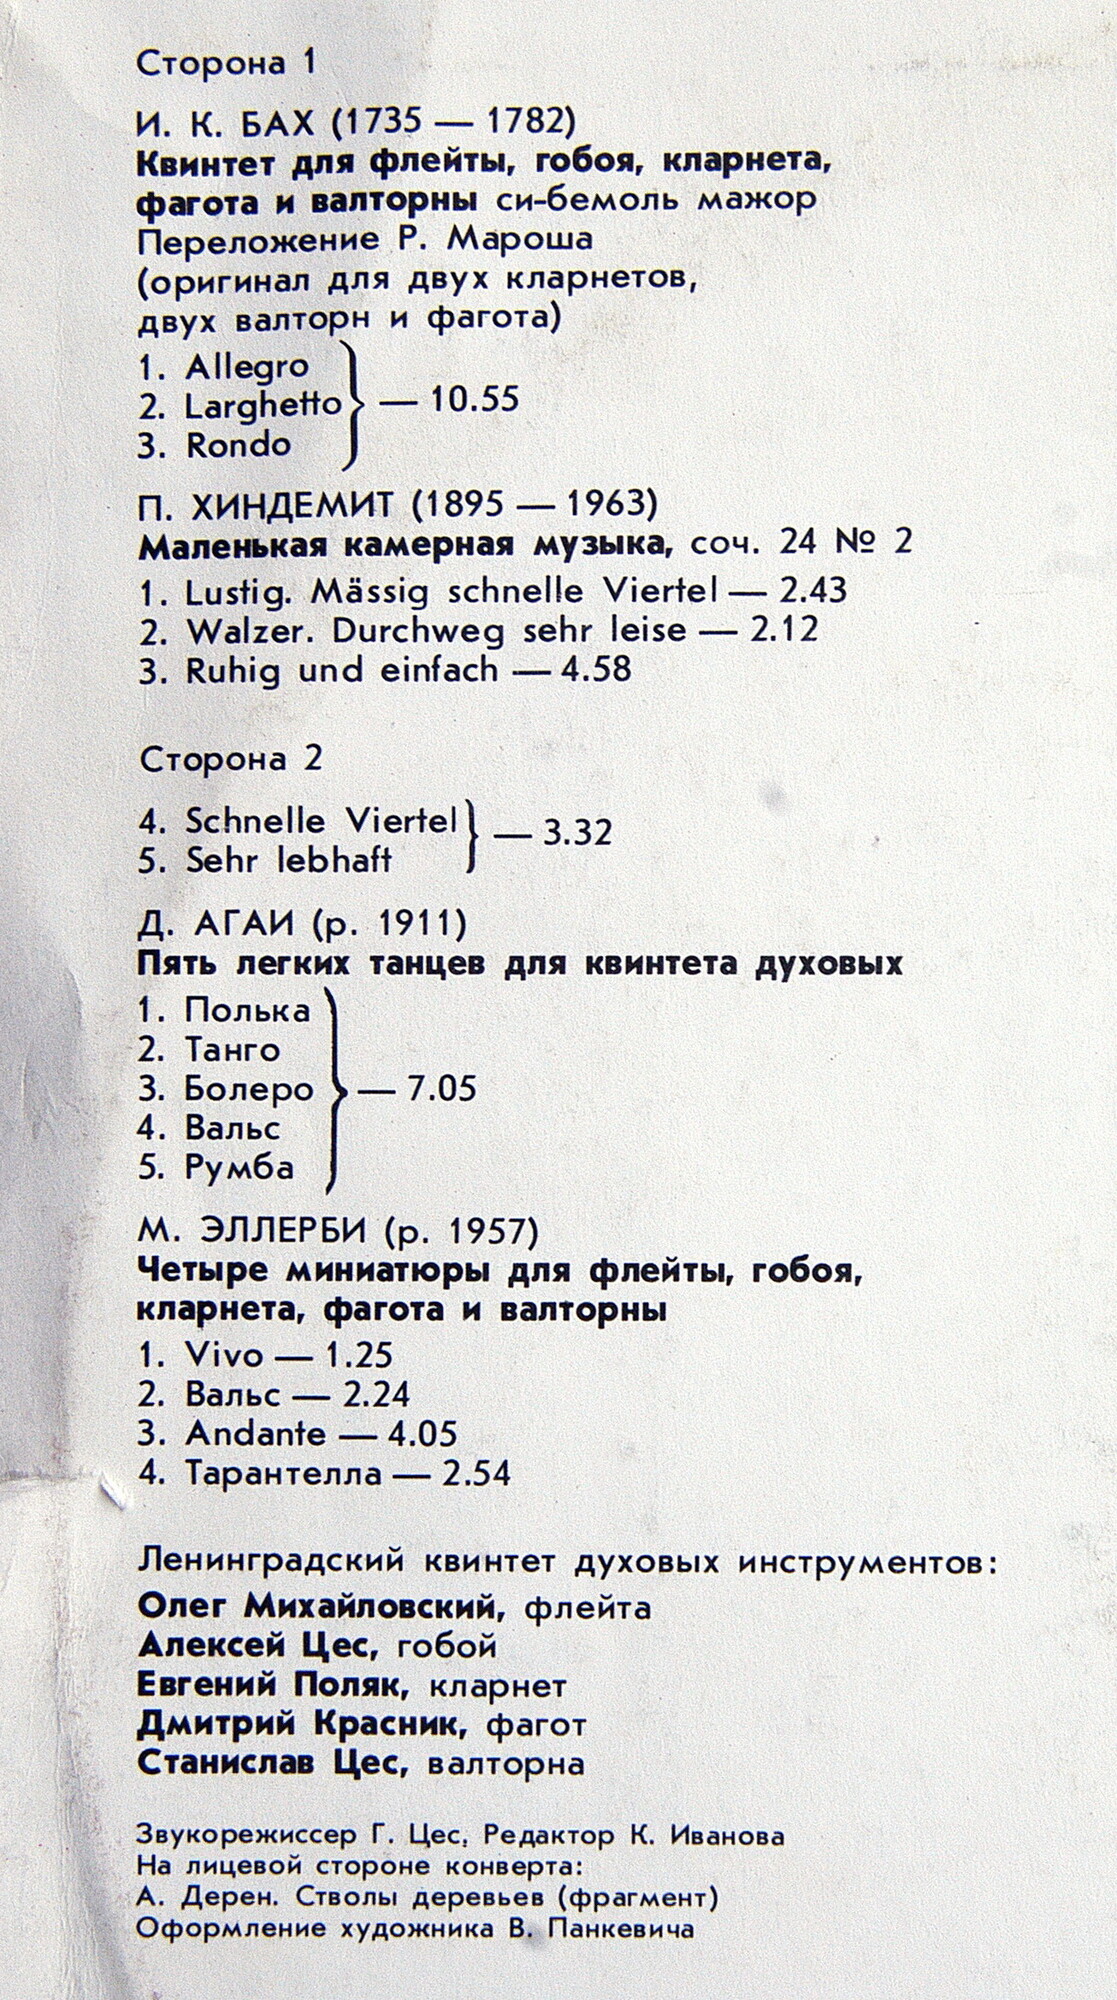 Сторона 1
И. К. БАХ (1735 — 1782)
Квинтет для флейты, гобоя, кларнета,
фагота и валторны си-бемоль мажор
Переложение Р. Мароша
(оригинал для двух кларнетов,
двух валторн и фагота)
1. Allegro
2. Larghetto — 10.55
3. Rondo
П. ХИНДЕМИТ (1895 — 1963)
Маленькая камерная музыка, соч. 24 № 2
1. Lustig. Mässig schnelle Viertel — 2.43
2. Walzer. Durchweg sehr leise — 2.12
3. Ruhig und einfach — 4.58
Сторона 2
4. Schnelle Viertel — 3.32
5. Sehr lebhaft
Д. АГАИ (р. 1911)
Пять легких танцев для квинтета духовых
1. Полька
2. Танго
3. Болеро — 7.05
4. Вальс
5. Румба
М. ЭЛЛЕРБИ (р. 1957)
Четыре миниатюры для флейты, гобоя,
кларнета, фагота и валторны
1. Vivo — 1.25
2. Вальс — 2.24
3. Andante — 4.05
4. Тарантелла — 2.54
Ленинградский квинтет духовых инструментов:
Олег Михайловский, флейта
Алексей Цес, гобой
Евгений Поляк, кларнет
Дмитрий Красник, фагот
Станислав Цес, валторна
Звукорежиссер Г. Цес. Редактор К. Иванова
На лицевой стороне конверта:
А. Дерен. Стволы деревьев (фрагмент)
Оформление художника В. Панкевича